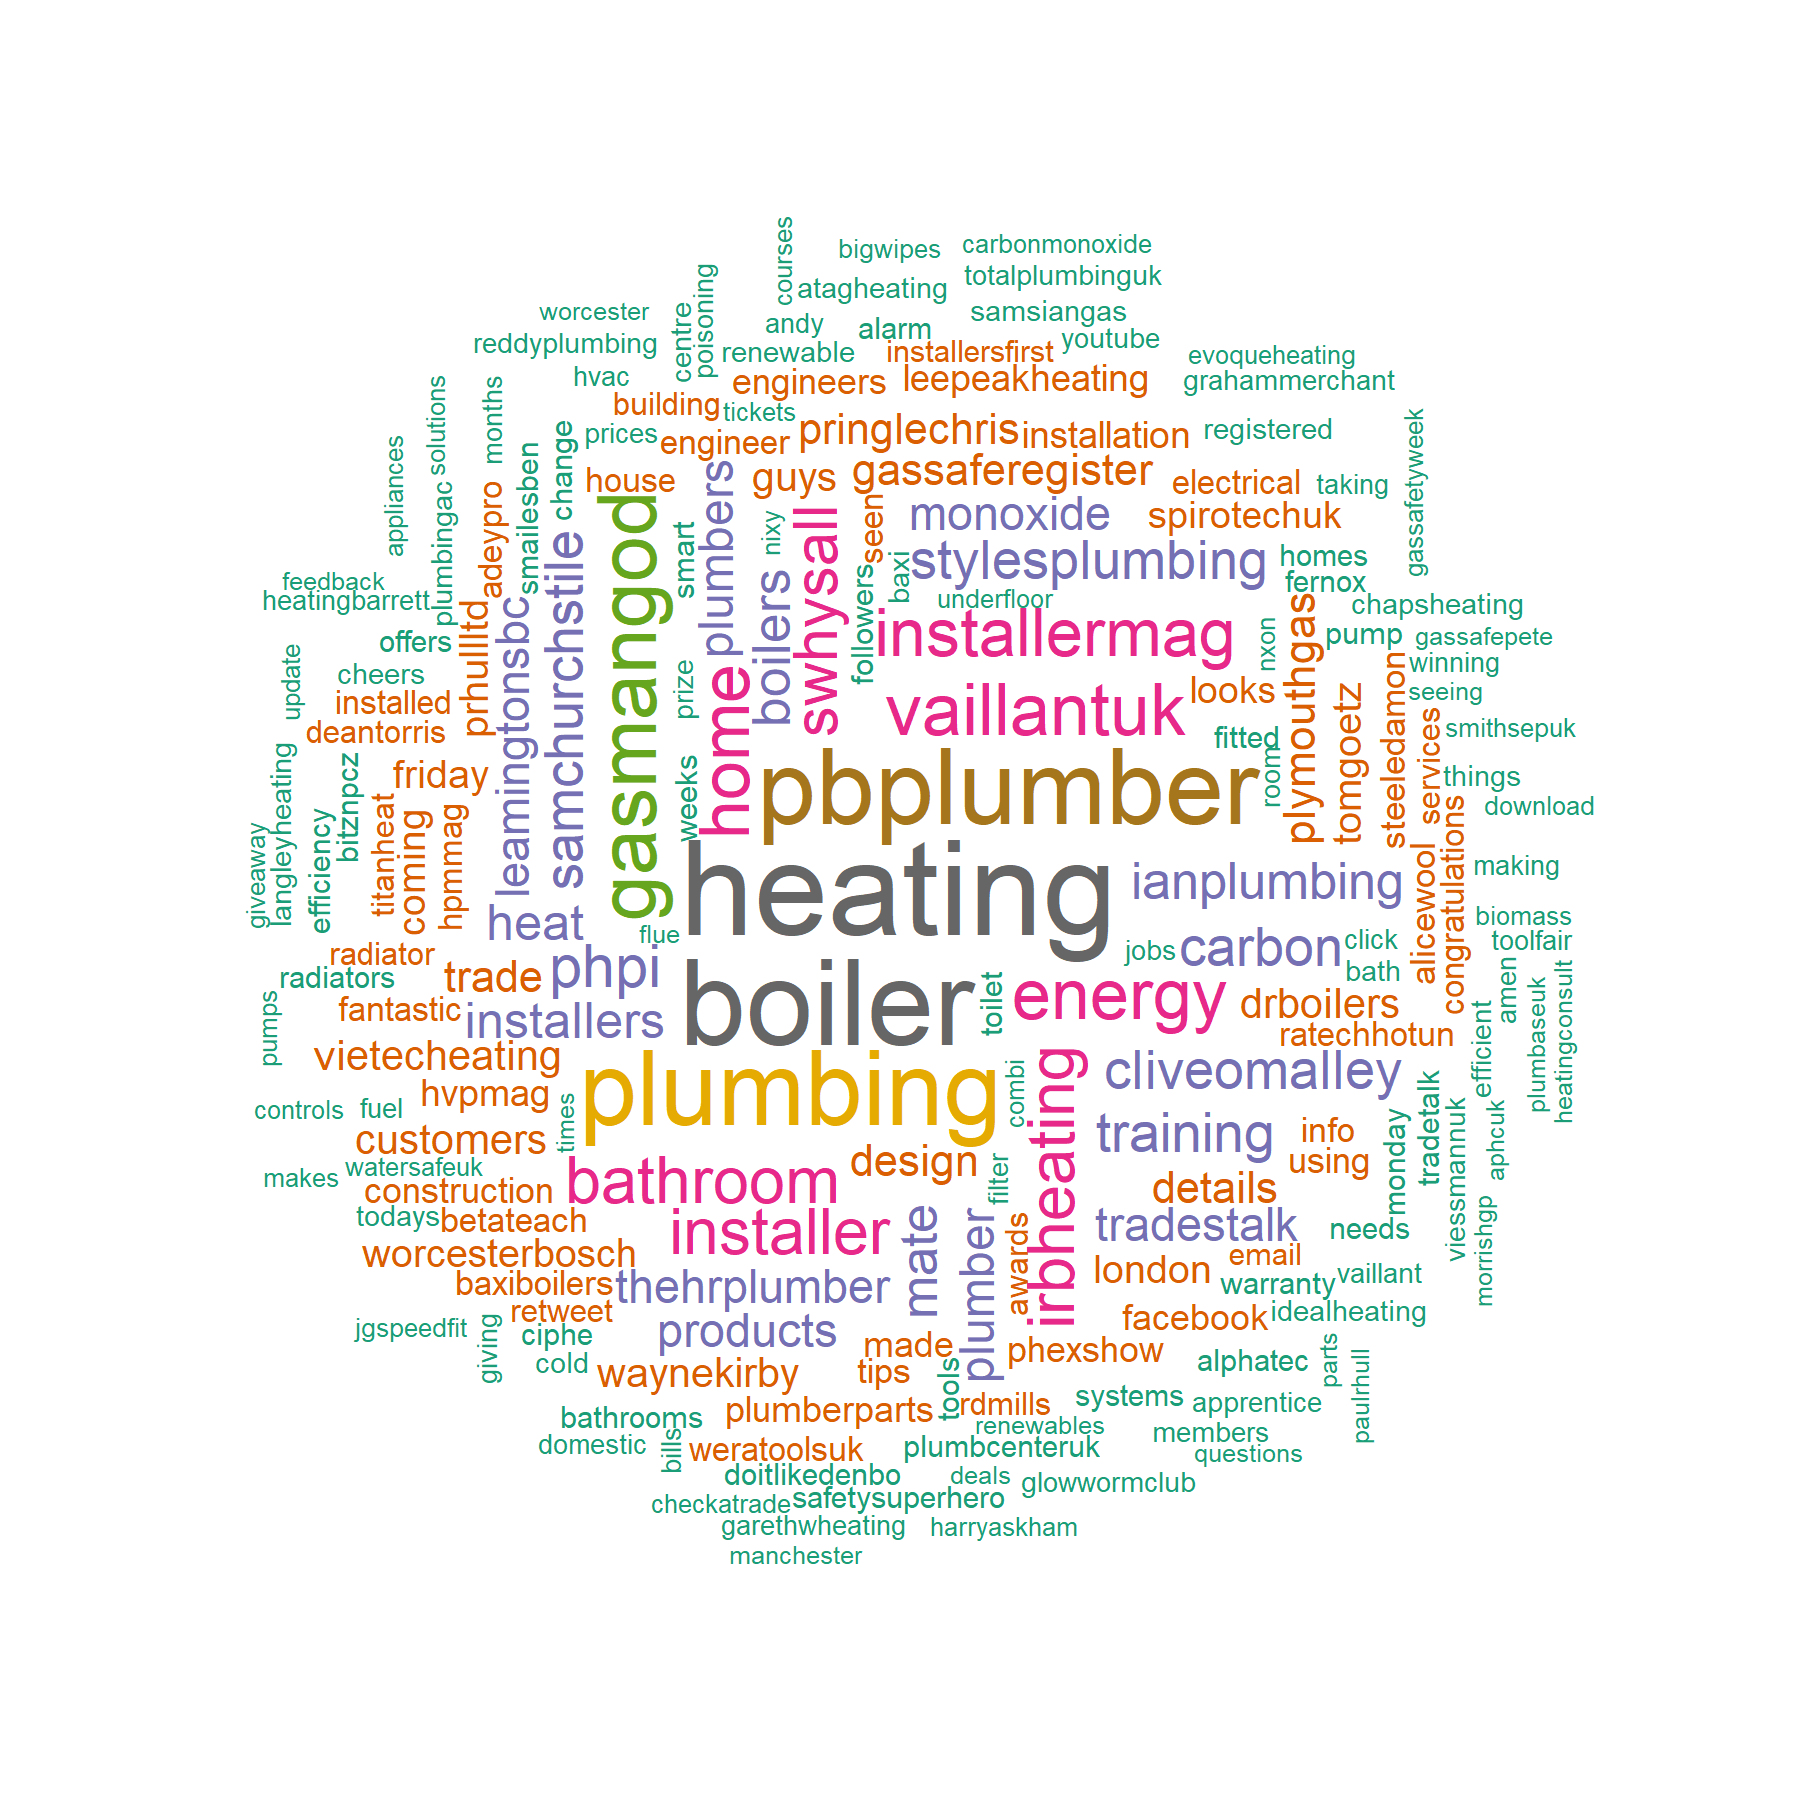 courses
bigwipes
carbonmonoxide
totalplumbinguk
atagheating
poisoning
worcester
centre
andy
alarm
samsiangas
reddyplumbing
renewable
installersfirst
youtube
evoqueheating
hvac
engineers
leepeakheating
grahammerchant
solutions
months
building
tickets
prices
engineer
pringlechris
installation
registered
appliances
plumbingac
adeypro
smailesben
change
house
plumbers
guys
gassaferegister
electrical
taking
gassafetyweek
gasmangod
smart
nixy
swhysall
seen
monoxide
spirotechuk
samchurchstile
boilers
followers
baxi
stylesplumbing
homes
fernox
feedback
heatingbarrett
underfloor
chapsheating
offers
prhulltd
leamingtonsbc
installermag
nxon
plymouthgas
pump
gassafepete
update
cheers
installed
prize
home
vaillantuk
looks
tomgoetz
steeledamon
winning
seeing
deantorris
fitted
services
smithsepuk
langleyheating
bitznpcz
friday
weeks
pbplumber
room
things
giveaway
efficiency
titanheat
coming
hpmmag
download
heating
ianplumbing
alicewool
congratulations
making
heat
flue
biomass
radiator
phpi
jobs
carbon
click
toolfair
radiators
trade
bath
pumps
fantastic
installers
boiler
toilet
energy
drboilers
efficient
amen
plumbaseuk
heatingconsult
vietecheating
ratechhotun
hvpmag
plumbing
combi
irbheating
cliveomalley
tradetalk
controls
fuel
times
customers
training
info
monday
viessmannuk
aphcuk
makes
watersafeuk
bathroom
design
filter
using
construction
details
todays
betateach
installer
mate
plumber
awards
tradestalk
needs
morrishgp
worcesterbosch
email
baxiboilers
thehrplumber
london
warranty
vaillant
retweet
facebook
idealheating
jgspeedfit
giving
ciphe
products
made
phexshow
cold
waynekirby
tips
tools
alphatec
parts
paulrhull
bathrooms
plumberparts
rdmills
systems
apprentice
renewables
members
domestic
bills
weratoolsuk
plumbcenteruk
questions
doitlikedenbo
deals
glowwormclub
checkatrade
safetysuperhero
garethwheating
harryaskham
manchester